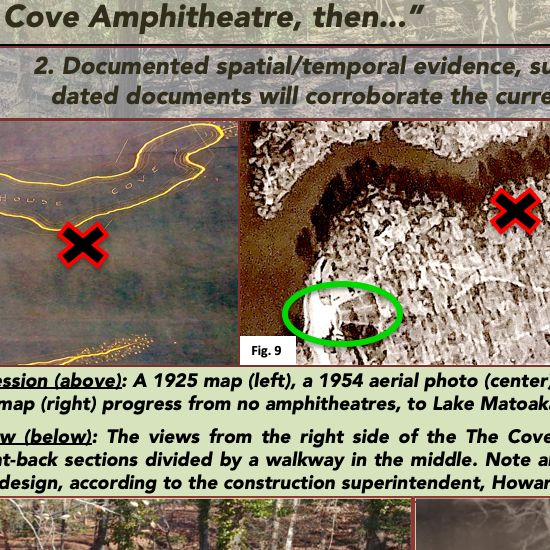 Cove Amphitheatre, then..."
2. Documented spatial/temporal evidence, su
dated documents will corroborate the curre
HOUSE COVE
Fig. 9
ession (above): A 1925 map (left), a 1954 aerial photo (center,
map (right) progress from no amphitheatres, to Lake Matoak
w (below): The views from the right side of the The Cove
t-back sections divided by a walkway in the middle. Note a
design, according to the construction superintendent, Howar